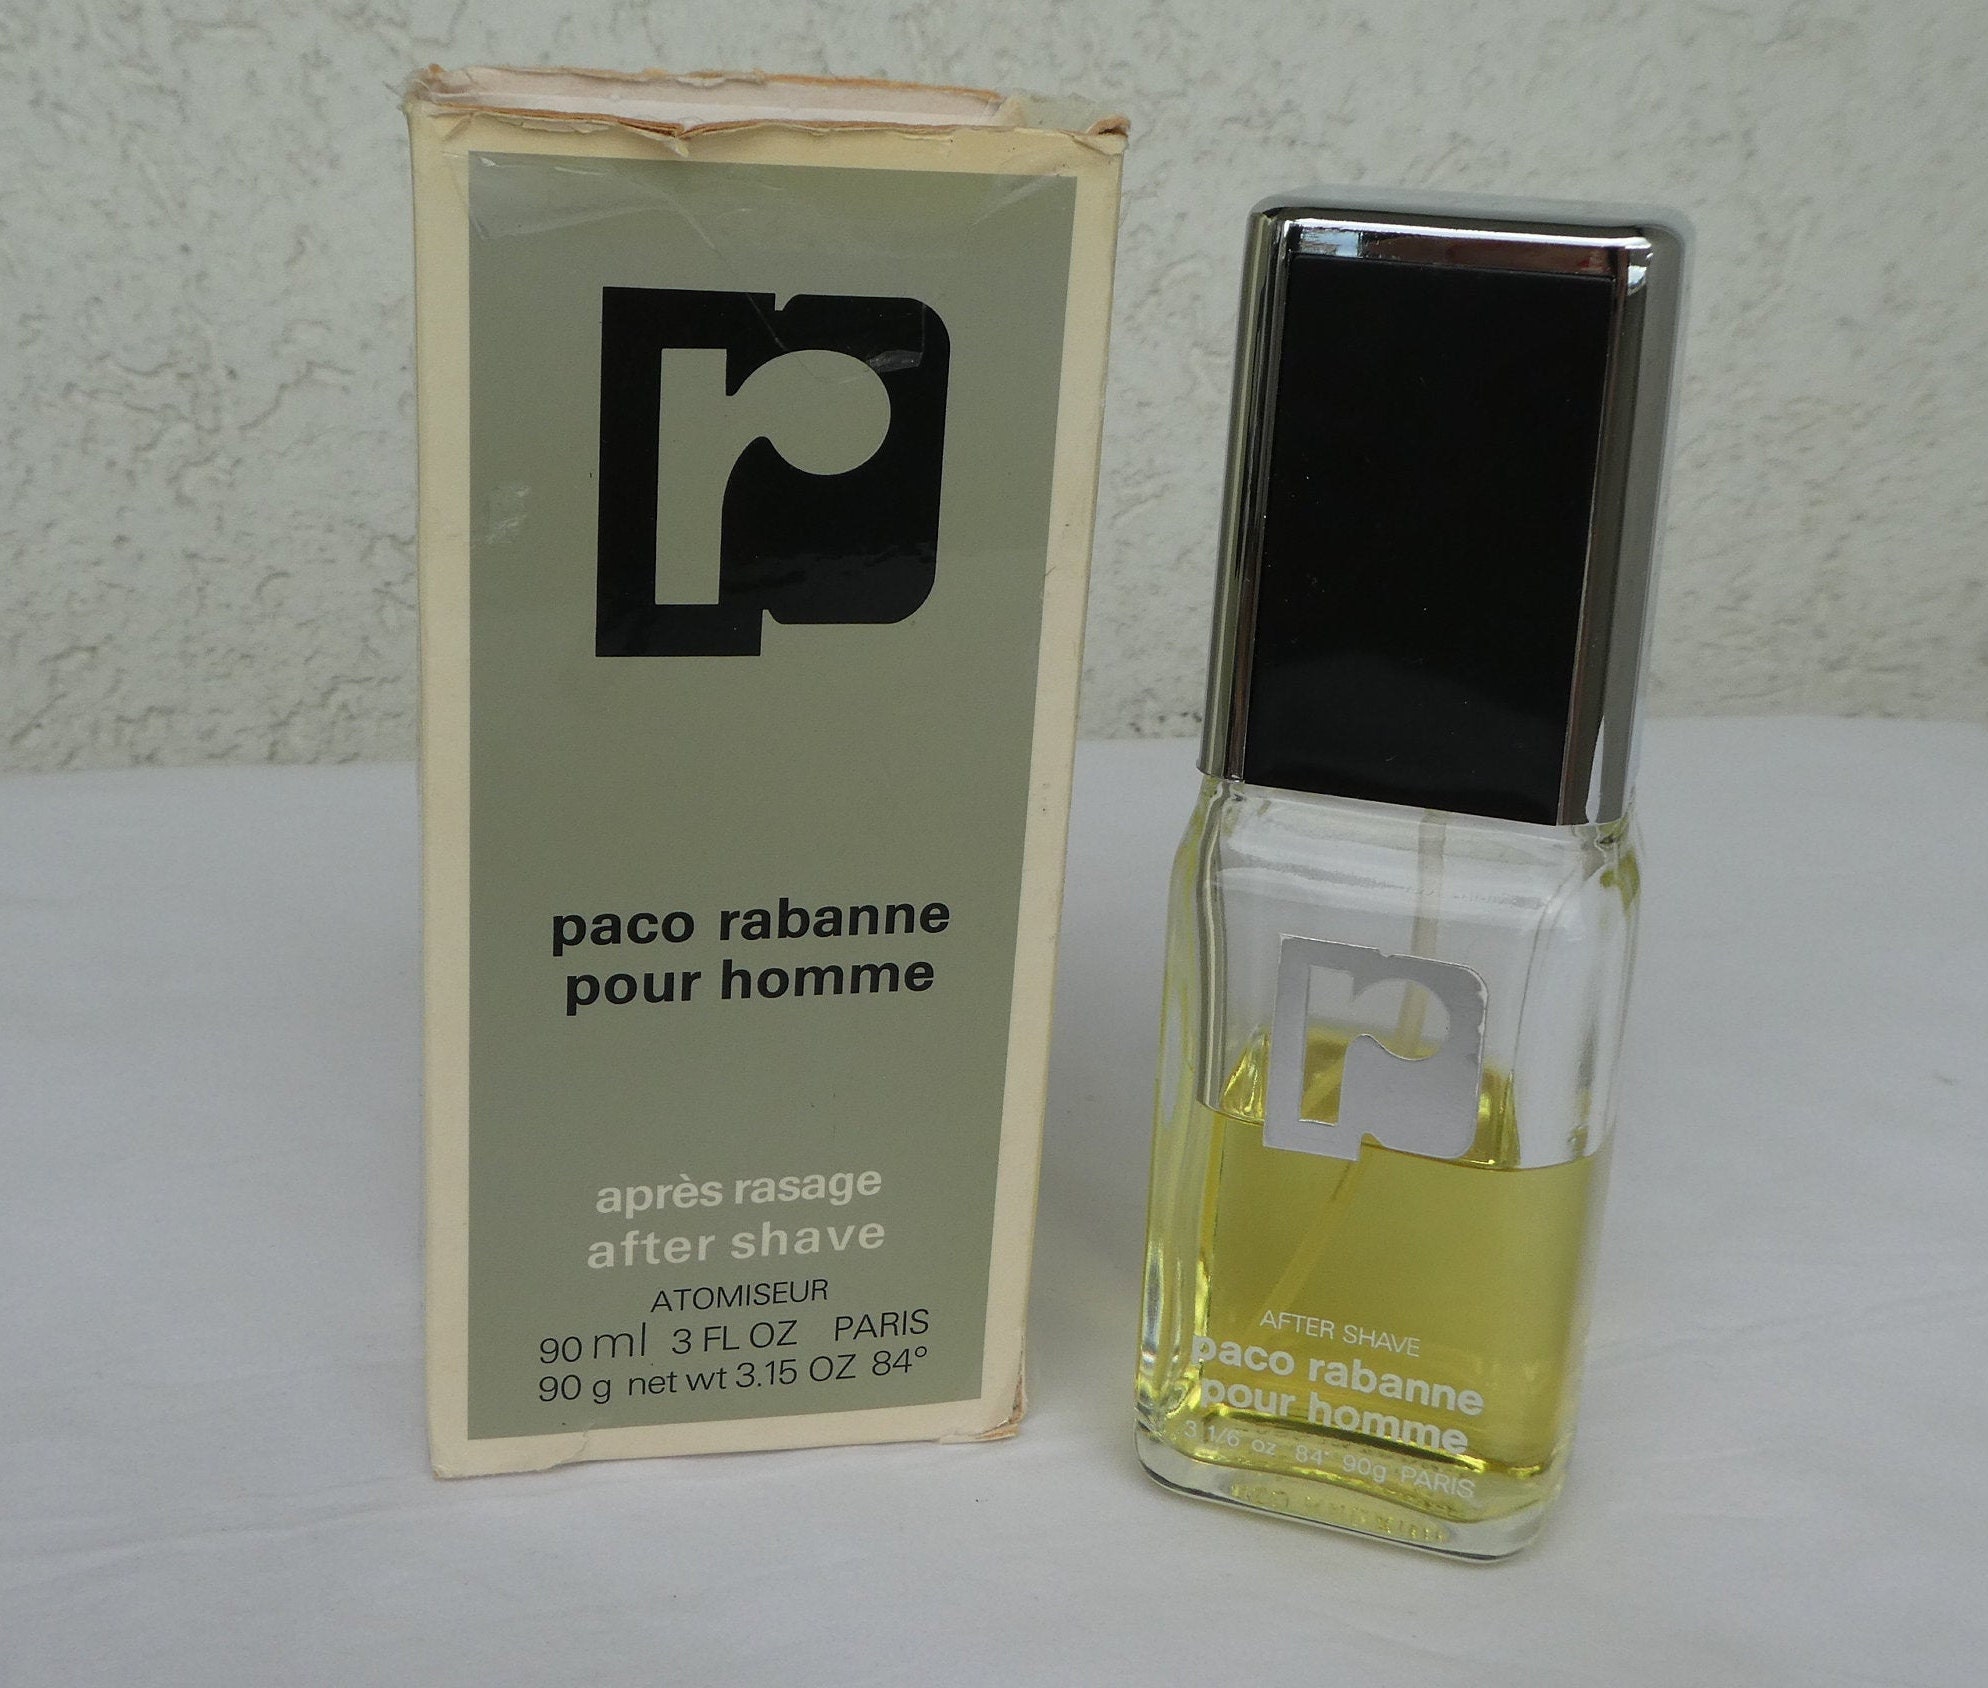 paco rabanne
pour homme
après rasage
after shave
ATOMISEUR
90 ml 3 FL OZ PARIS
90 g net wt 3.15 OZ 84°
AFTER SHAVE
paco rabanne
pour homme
3 1/6 oz 84° 90g PARIS